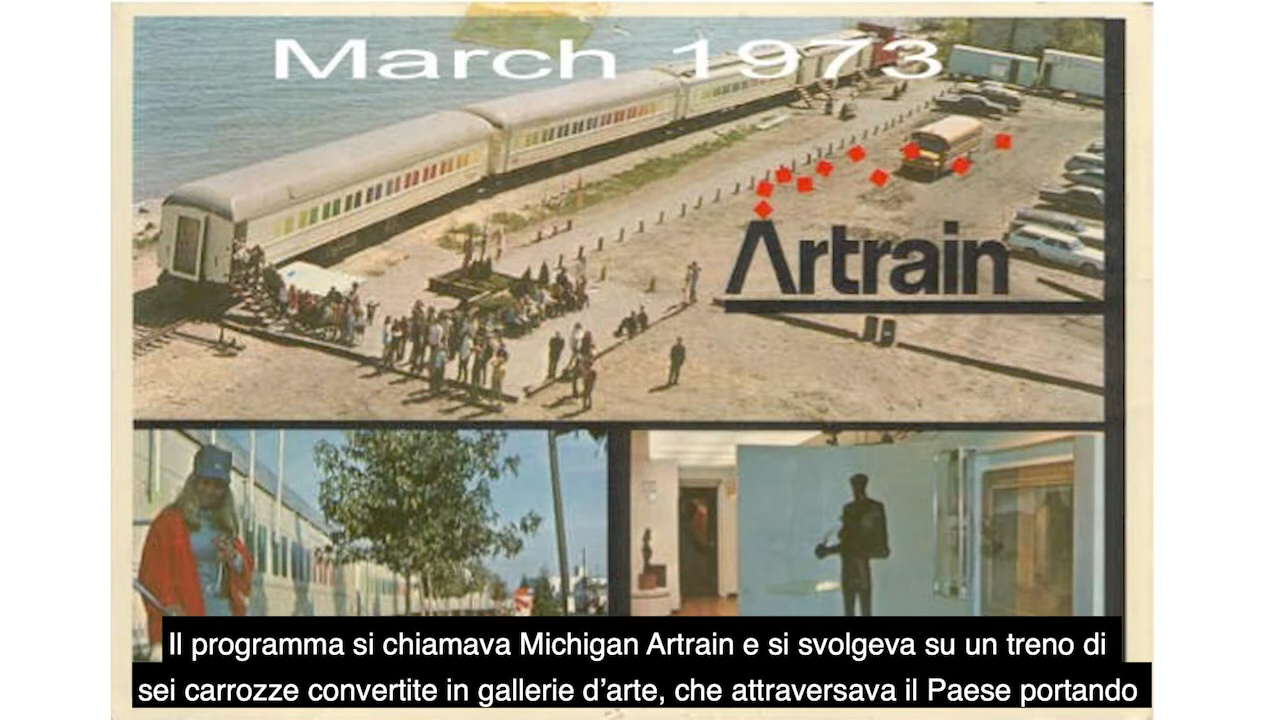 March 1973
Artrain
Il programma si chiamava Michigan Artrain e si svolgeva su un treno di
sei carrozze convertite in gallerie d’arte, che attraversava il Paese portando